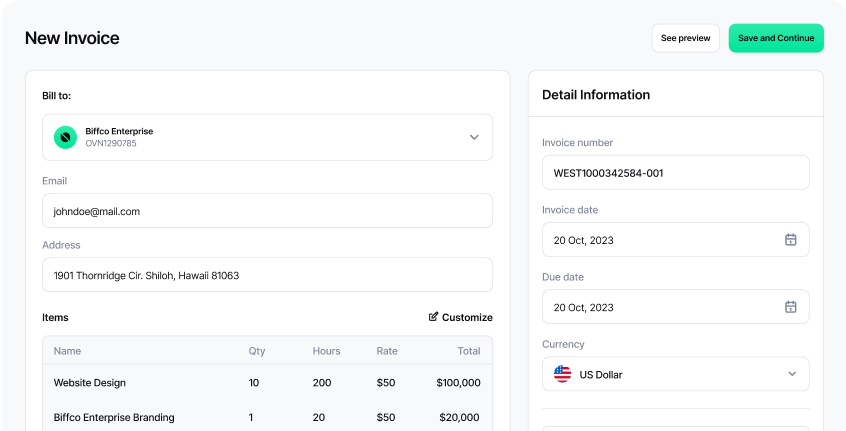 New Invoice
See preview
Save and Continue
Bill to:
Biffco Enterprise
OVN1290785
Email
johndoe@mail.com
Address
1901 Thornridge Cir. Shiloh, Hawaii 81063
Items
Customize
Name Qty Hours Rate Total
Website Design 10 200 $50 $100,000
Biffco Enterprise Branding 1 20 $50 $20,000
Detail Information
Invoice number
WEST1000342584-001
Invoice date
20 Oct, 2023
Due date
20 Oct, 2023
Currency
US Dollar